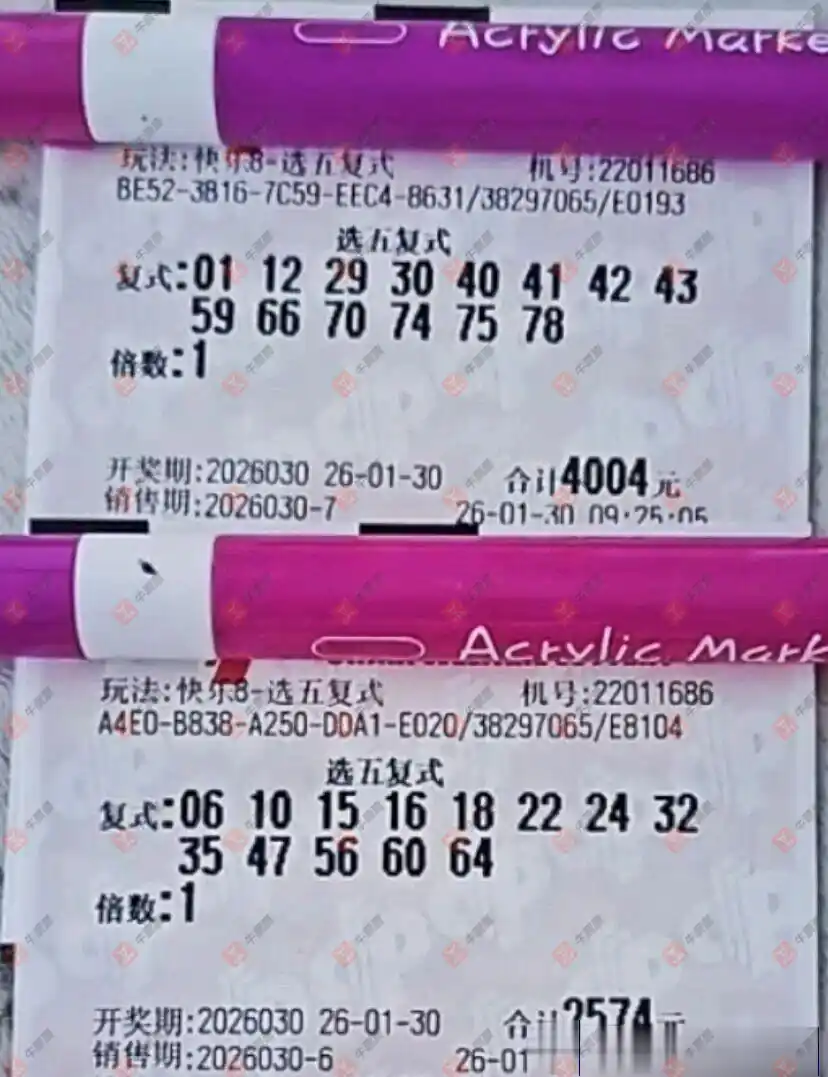 Acrylic Marke
玩法:快乐8-选五复式 机号:22011686
BE52-3816-7C59-EEC4-8631/38297065/E0193
选五复式
复式:01 12 29 30 40 41 42 43
59 66 70 74 75 78
倍数:1
开奖期:2026030 26-01-30 合计4004元
销售期:2026030-7 26-01-30 09:25:05
Acrylic Mark
玩法:快乐8-选五复式 机号:22011686
A4E0-B838-A250-DDA1-E020/38297065/E8104
选五复式
复式:06 10 15 16 18 22 24 32
35 47 56 60 64
倍数:1
开奖期:2026030 26-01-30 合计2574元
销售期:2026030-6 26-01